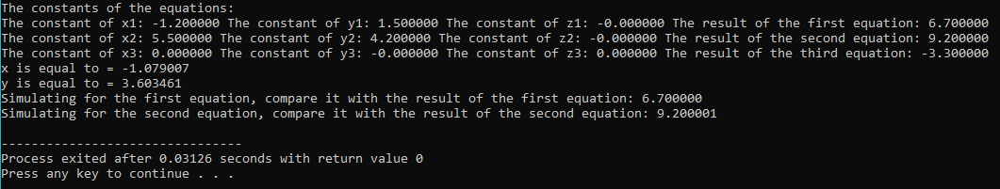 The constants of the equations:
The constant of x1: -1.200000 The constant of y1: 1.500000 The constant of z1: -0.000000 The result of the first equation: 6.700000
The constant of x2: 5.500000 The constant of y2: 4.200000 The constant of z2: -0.000000 The result of the second equation: 9.200000
The constant of x3: 0.000000 The constant of y3: -0.000000 The constant of z3: 0.000000 The result of the third equation: -3.300000
x is equal to = -1.079007
y is equal to = 3.603461
Simulating for the first equation, compare it with the result of the first equation: 6.700000
Simulating for the second equation, compare it with the result of the second equation: 9.200001
--------------------------------
Process exited after 0.03126 seconds with return value 0
Press any key to continue . . .